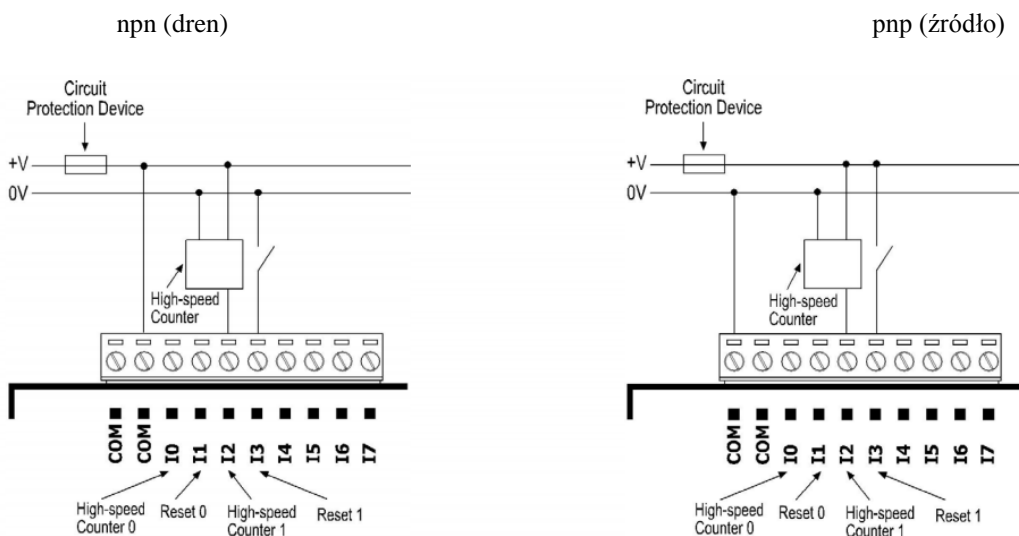 npn (dren)
pnp (źródło)
Circuit
Protection Device
+V
0V
High-speed
Counter
COM COM I0 I1 I2 I3 I4 I5 I6 I7
High-speed
Counter 0
Reset 0
High-speed
Counter 1
Reset 1
Circuit
Protection Device
+V
0V
High-speed
Counter
COM COM I0 I1 I2 I3 I4 I5 I6 I7
High-speed
Counter 0
Reset 0
High-speed
Counter 1
Reset 1